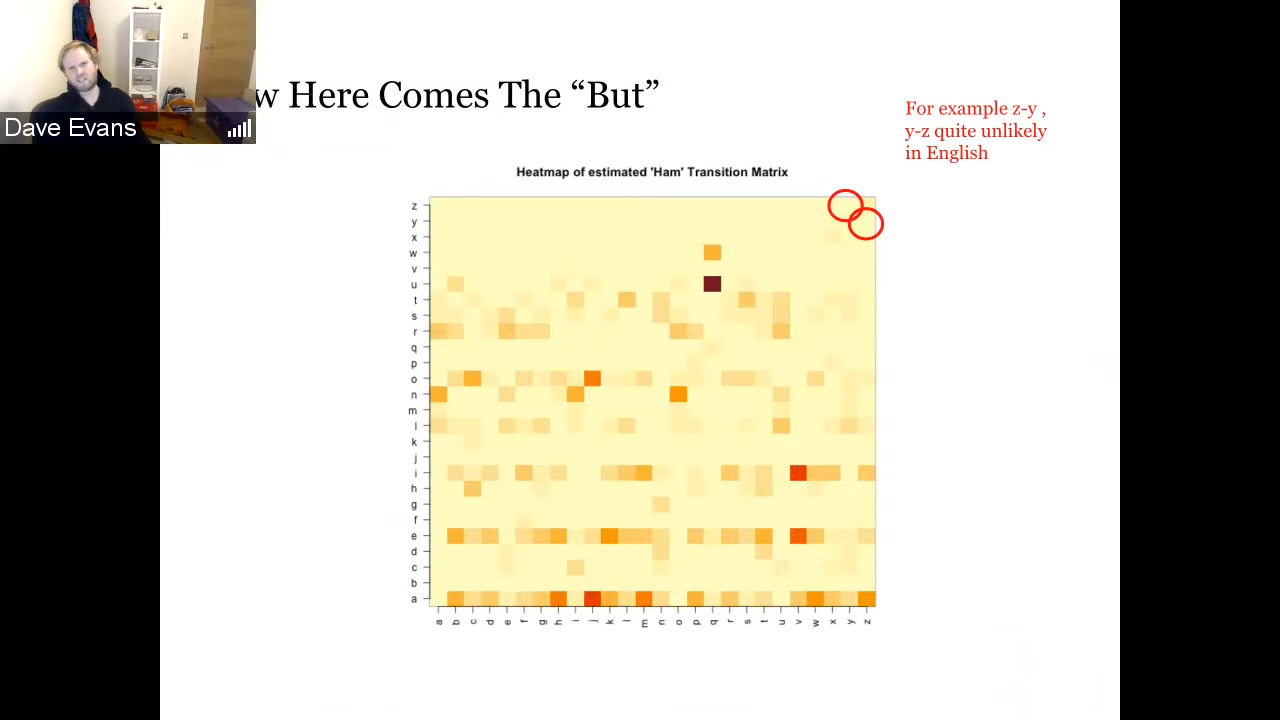 w Here Comes The “But”
Dave Evans
For example z-y ,
y-z quite unlikely
in English
Heatmap of estimated 'Ham' Transition Matrix
z
y
x
w
v
u
t
s
r
q
p
o
n
m
l
k
j
i
h
g
f
e
d
c
b
a
a b c d e f g h i j k l m n o p q r s t u v w x y z